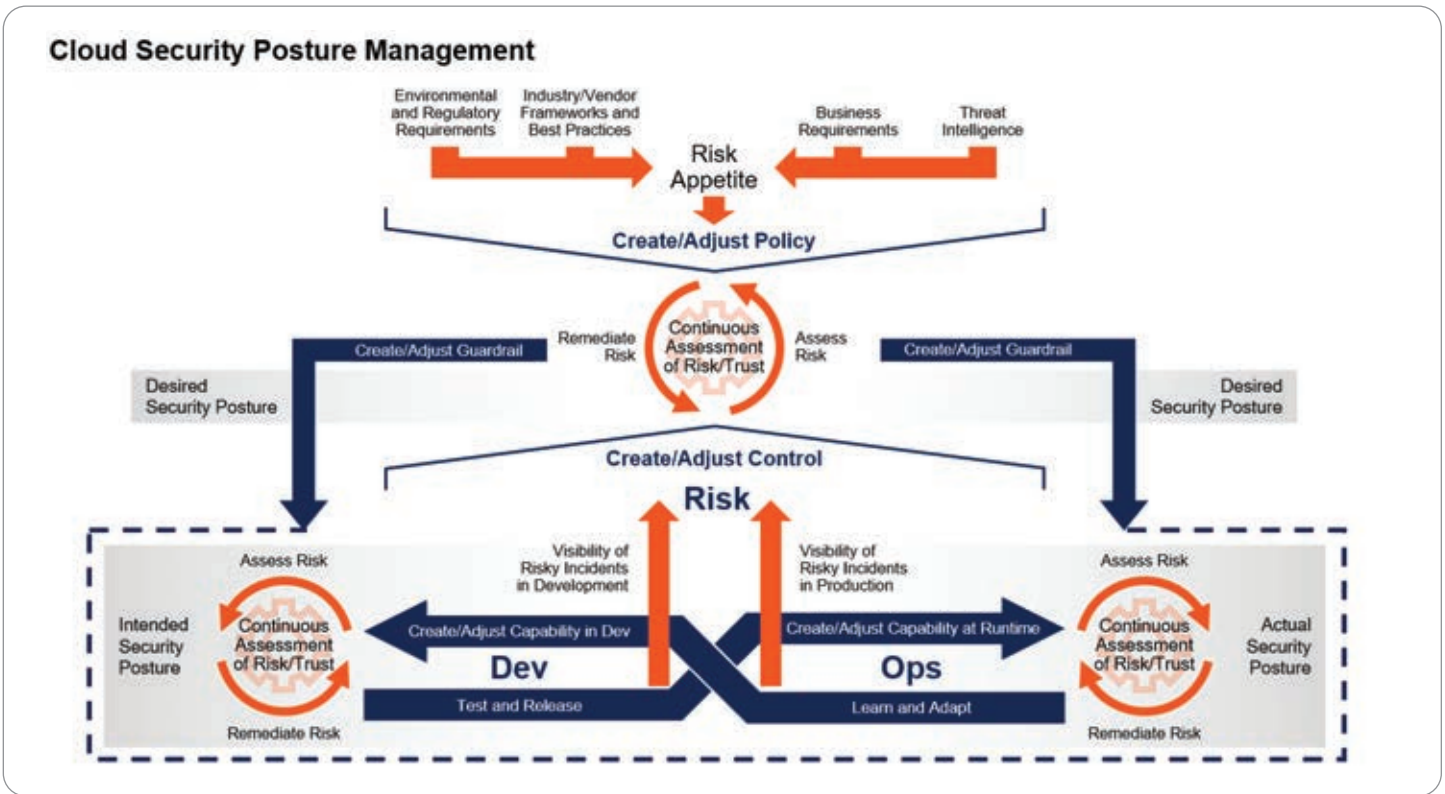 Cloud Security Posture Management
Environmental
and Regulatory
Requirements
Industry/Vendor
Frameworks and
Best Practices
Business
Requirements
Threat
Intelligence
Risk
Appetite
Create/Adjust Policy
Create/Adjust Guardrail
Remediate
Risk
Continuous
Assessment
of Risk/Trust
Assess
Risk
Create/Adjust Guardrail
Desired
Security Posture
Desired
Security Posture
Create/Adjust Control
Risk
Visibility of
Risky Incidents
in Development
Visibility of
Risky Incidents
in Production
Intended
Security
Posture
Assess Risk
Continuous
Assessment
of Risk/Trust
Remediate Risk
Create/Adjust Capability in Dev
Dev
Test and Release
Create/Adjust Capability at Runtime
Ops
Learn and Adapt
Assess Risk
Continuous
Assessment
of Risk/Trust
Remediate Risk
Actual
Security
Posture